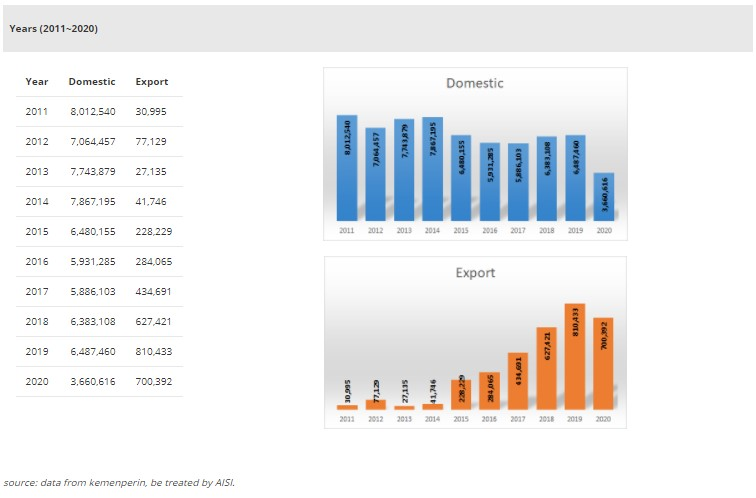 Years (2011~2020)
Year Domestic Export
2011 8,012,540 30,995
2012 7,064,457 77,129
2013 7,743,879 27,135
2014 7,867,195 41,746
2015 6,480,155 228,229
2016 5,931,285 284,065
2017 5,886,103 434,691
2018 6,383,108 627,421
2019 6,487,460 810,433
2020 3,660,616 700,392
Domestic
8,012,540 7,064,457 7,743,879 7,867,195 6,480,155 5,931,285 5,886,103 6,383,108 6,487,460 3,660,616
2011 2012 2013 2014 2015 2016 2017 2018 2019 2020
Export
30,995 77,129 27,135 41,746 228,229 284,065 434,691 627,421 810,433 700,392
2011 2012 2013 2014 2015 2016 2017 2018 2019 2020
source: data from kemenperin, be treated by AISI.